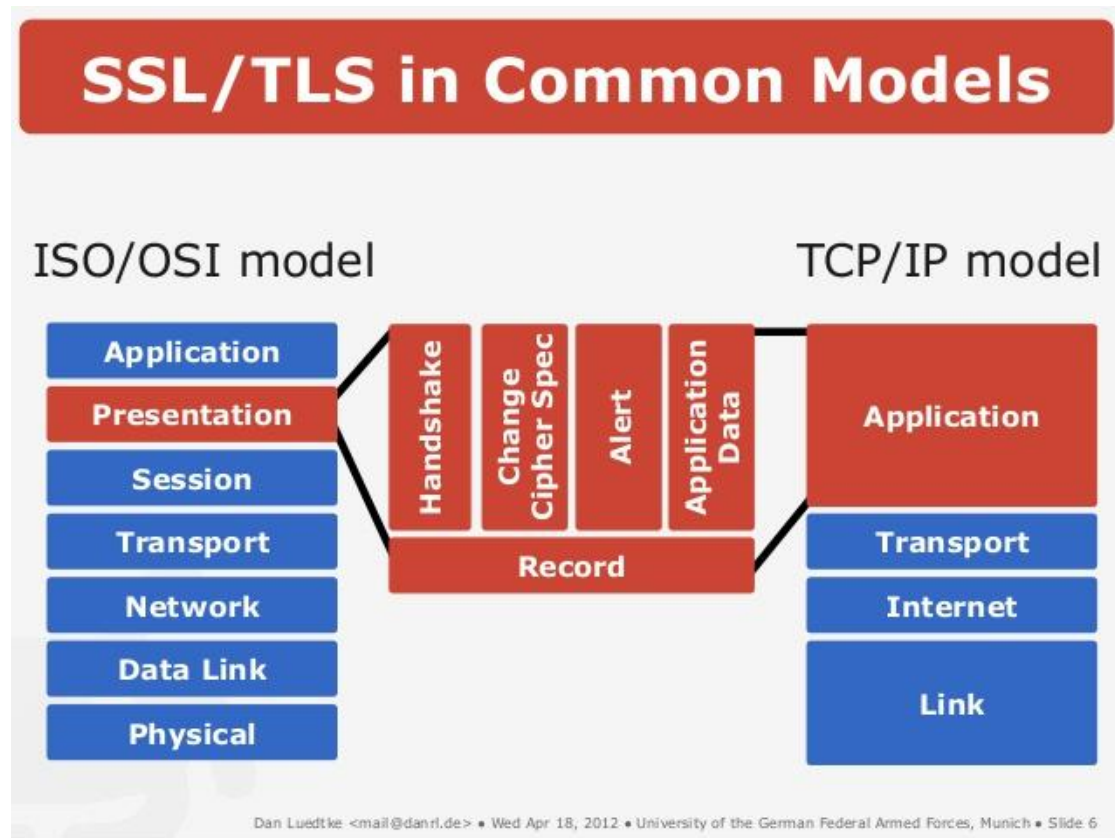 SSL/TLS in Common Models
ISO/OSI model
Application
Presentation
Session
Transport
Network
Data Link
Physical
Handshake
Change
Cipher Spec
Alert
Application
Data
Record
TCP/IP model
Application
Transport
Internet
Link
Dan Luedtke <mail@danrl.de> • Wed Apr 18, 2012 • University of the German Federal Armed Forces, Munich • Slide 6